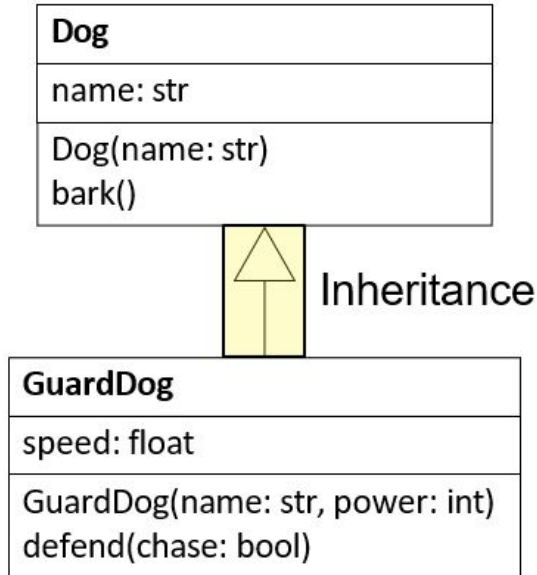 Dog
name: str
Dog(name: str)
bark()
Inheritance
GuardDog
speed: float
GuardDog(name: str, power: int)
defend(chase: bool)